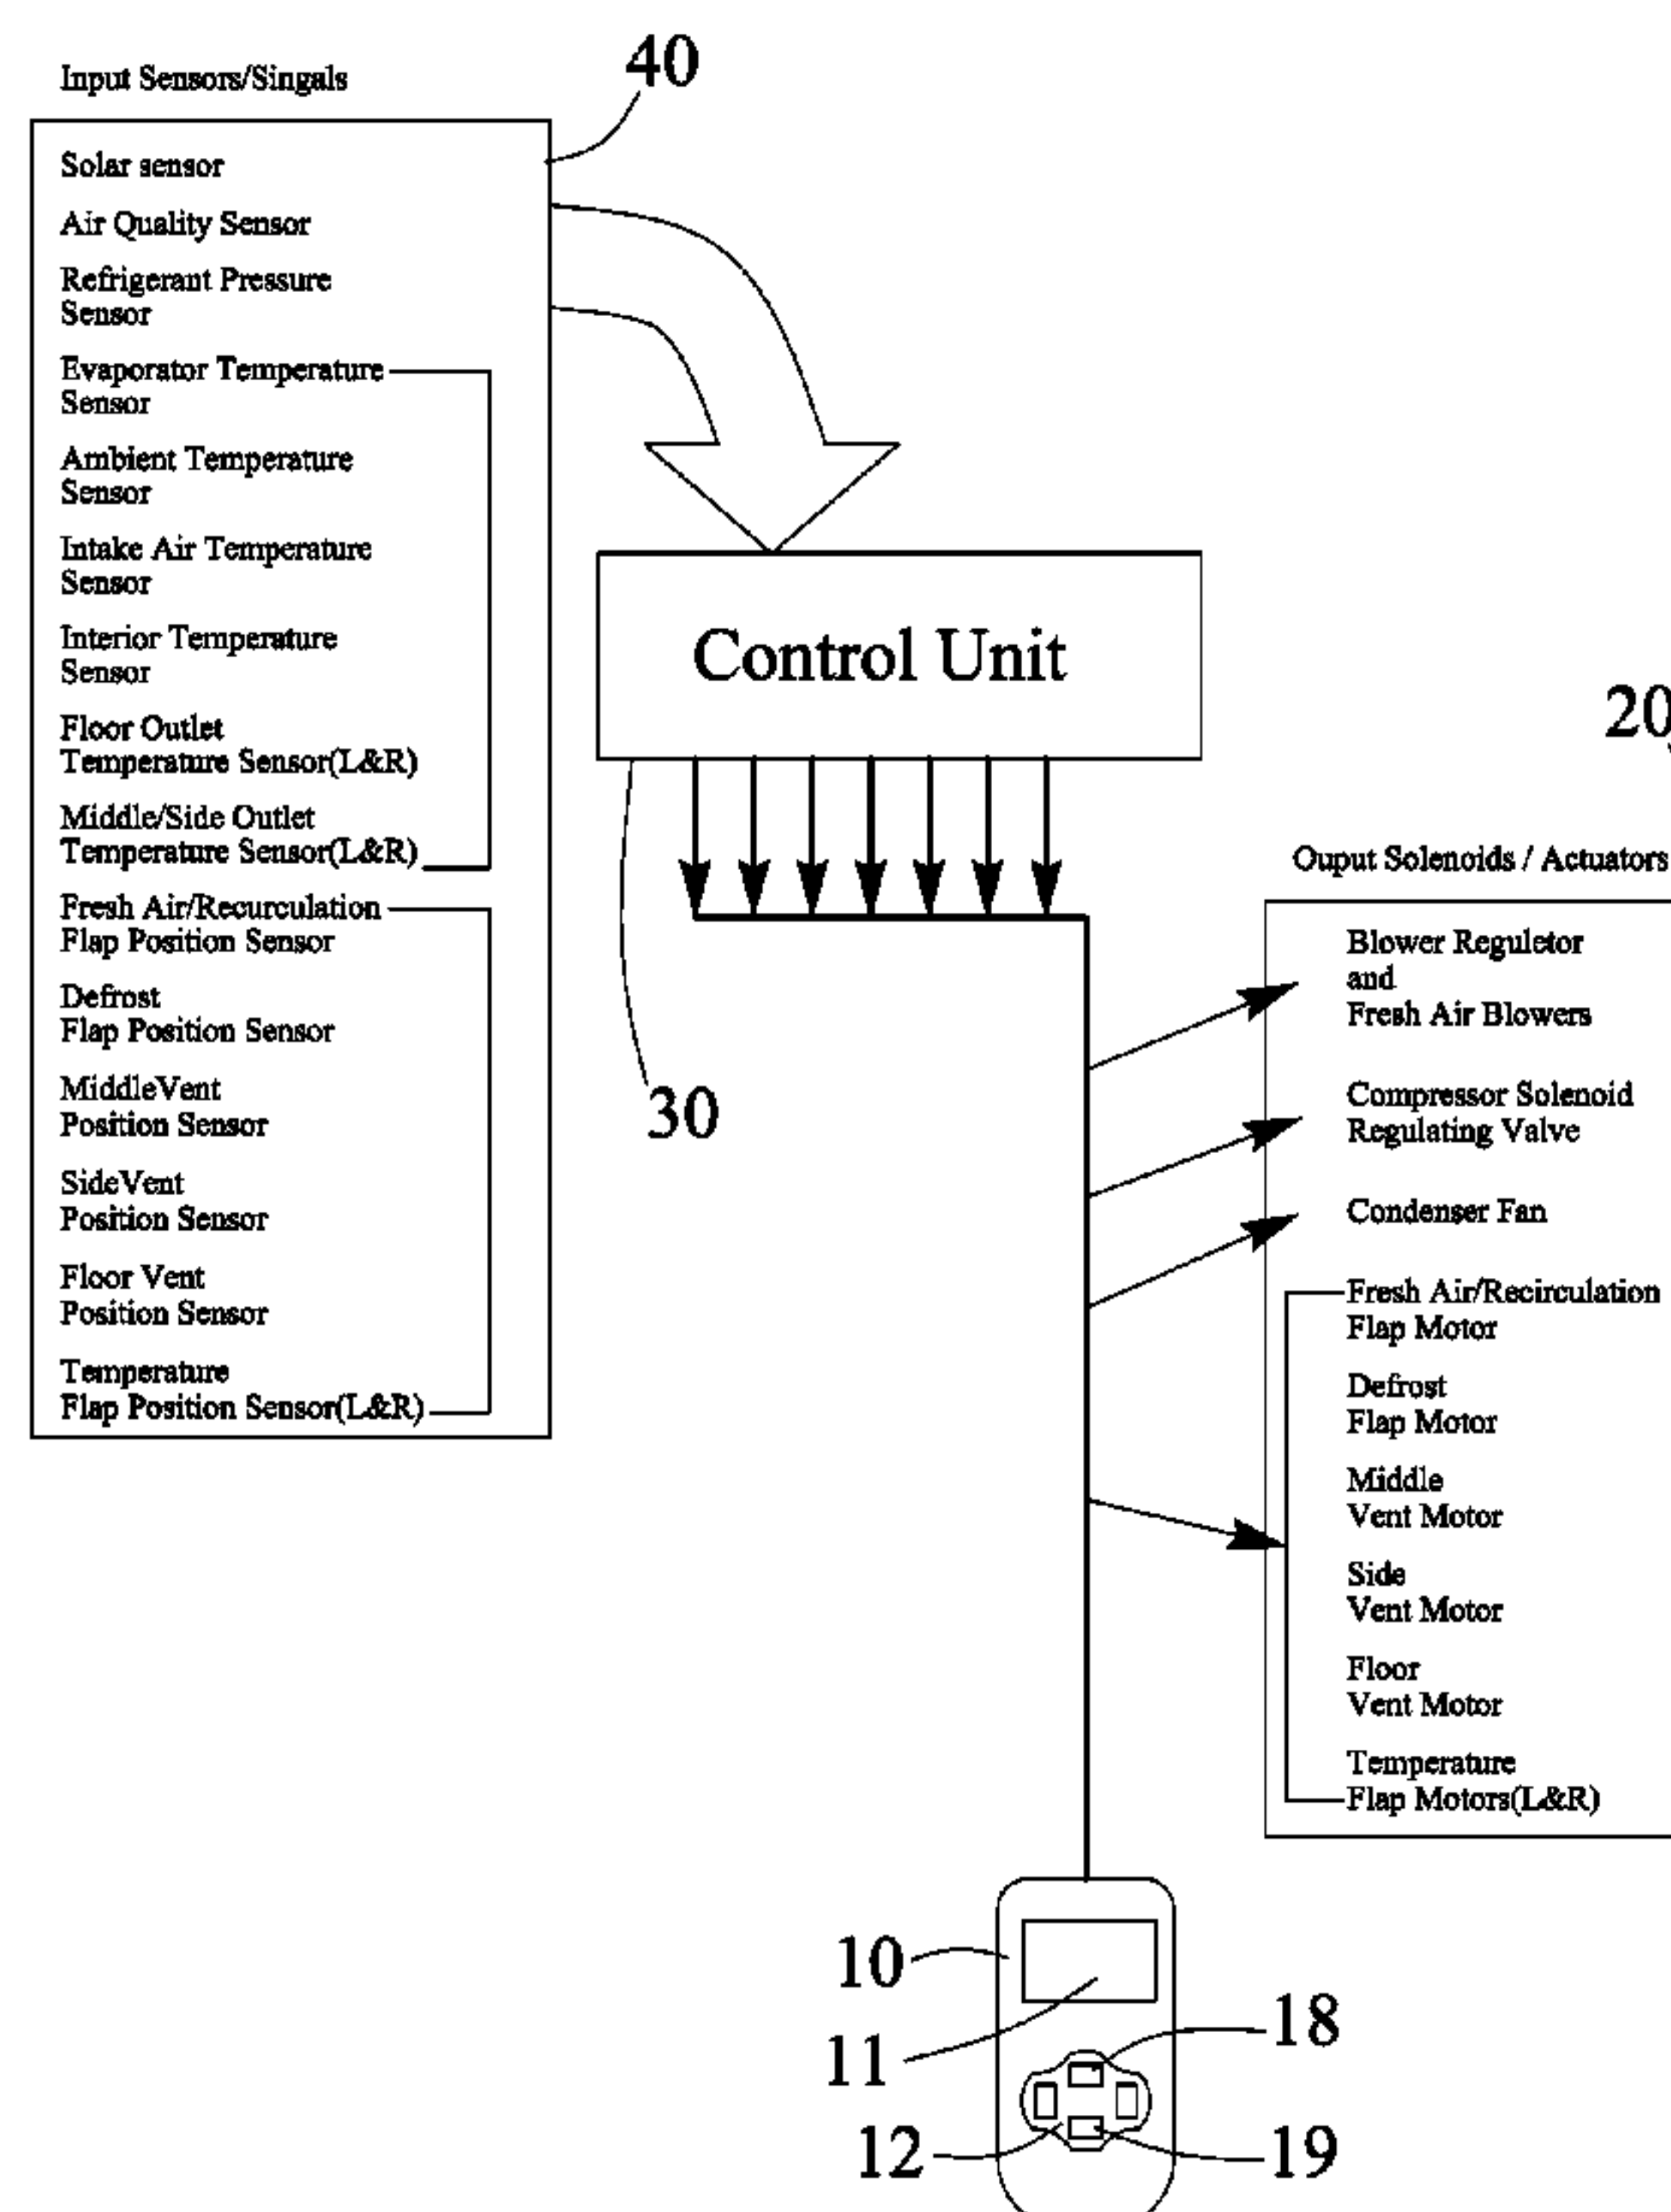 40
Input Sensors/Singals
Solar sensor
Air Quality Sensor
Refrigerant Pressure
Sensor
Evaporator Temperature
Sensor
Ambient Temperature
Sensor
Intake Air Temperature
Sensor
Interior Temperature
Sensor
Floor Outlet
Temperature Sensor(L&R)
Middle/Side Outlet
Temperature Sensor(L&R)
Fresh Air/Recurculation
Flap Position Sensor
Defrost
Flap Position Sensor
MiddleVent
Position Sensor
SideVent
Position Sensor
Floor Vent
Position Sensor
Temperature
Flap Position Sensor(L&R)
Control Unit
30
20
Ouput Solenoids / Actuators
Blower Reguletor
and
Fresh Air Blowers
Compressor Solenoid
Regulating Valve
Condenser Fan
Fresh Air/Recirculation
Flap Motor
Defrost
Flap Motor
Middle
Vent Motor
Side
Vent Motor
Floor
Vent Motor
Temperature
Flap Motors(L&R)
10
11
18
12
19